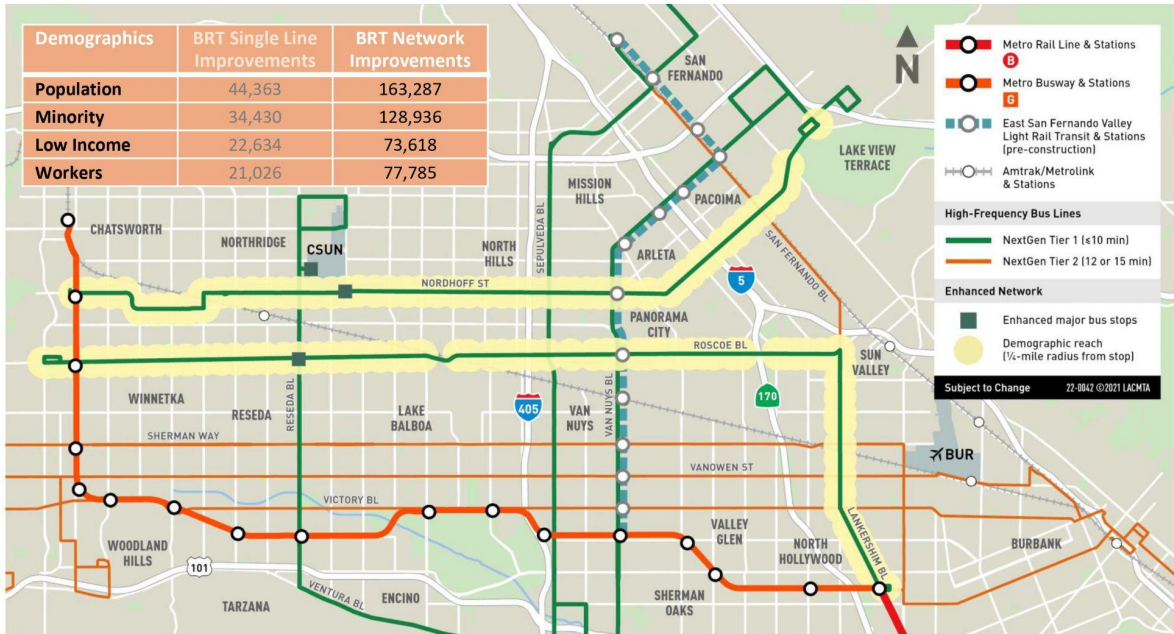 Demographics BRT Single Line Improvements BRT Network Improvements
Population 44,363 163,287
Minority 34,430 128,936
Low Income 22,634 73,618
Workers 21,026 77,785
N
Metro Rail Line & Stations
B
Metro Busway & Stations
G
East San Fernando Valley
Light Rail Transit & Stations
(pre-construction)
Amtrak/Metrolink
& Stations
High-Frequency Bus Lines
NextGen Tier 1 (≤10 min)
NextGen Tier 2 (12 or 15 min)
Enhanced Network
Enhanced major bus stops
Demographic reach
(¼-mile radius from stop)
Subject to Change 22-0042 ©2021 LACMTA
SAN
FERNANDO
LAKE VIEW
TERRACE
MISSION
HILLS
PACOIMA
SEPULVEDA BL
CHATSWORTH
NORTHRIDGE
CSUN
NORTH
HILLS
ARLETA
SAN FERNANDO BL
5
NORDHOFF ST
PANORAMA
CITY
ROSCOE BL
SUN
VALLEY
WINNETKA
RESEDA
RESEDA BL
LAKE
BALBOA
405
VAN
NUYS
VAN NUYS BL
170
SHERMAN WAY
VANOWEN ST
BUR
VICTORY BL
WOODLAND
HILLS
VALLEY
GLEN
NORTH
HOLLYWOOD
LANKERSHIM BL
BURBANK
101
TARZANA
VENTURA BL
ENCINO
SHERMAN
OAKS